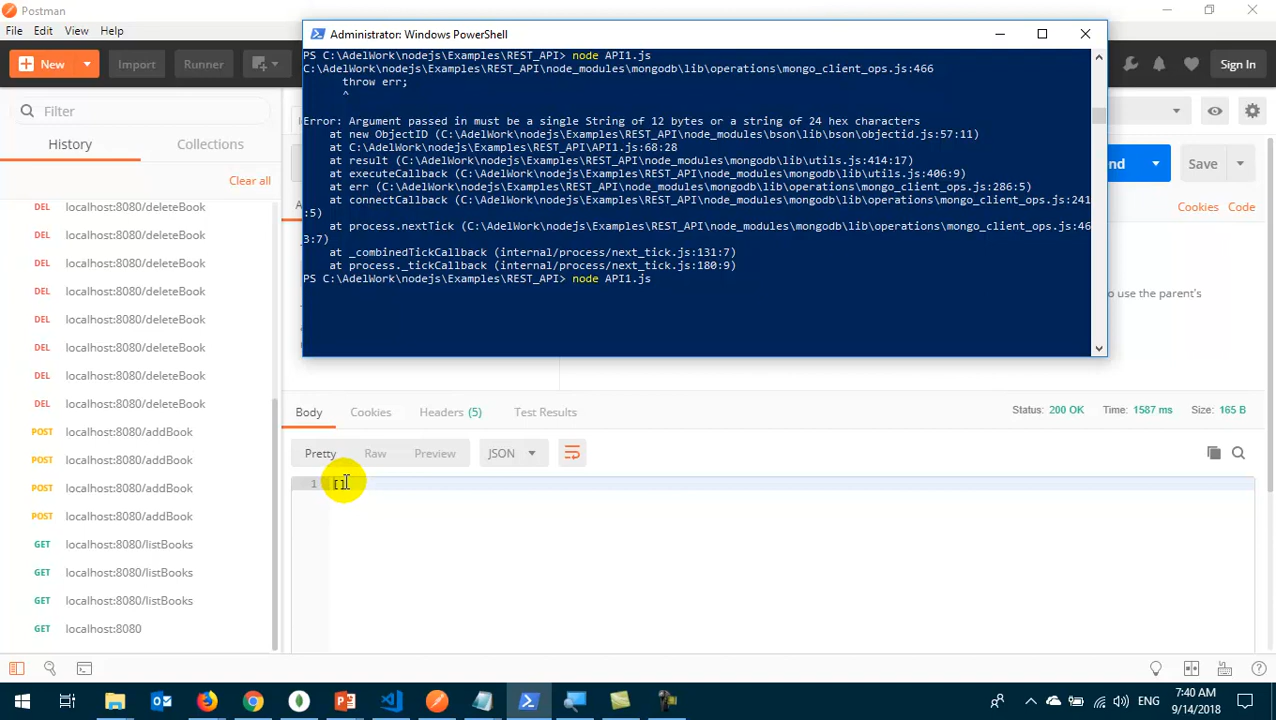 Postman
File Edit View Help
New
Import
Runner
Sign In
Filter
History
Collections
Clear all
DEL localhost:8080/deleteBook
DEL localhost:8080/deleteBook
DEL localhost:8080/deleteBook
DEL localhost:8080/deleteBook
DEL localhost:8080/deleteBook
DEL localhost:8080/deleteBook
DEL localhost:8080/deleteBook
DEL localhost:8080/deleteBook
POST localhost:8080/addBook
POST localhost:8080/addBook
POST localhost:8080/addBook
POST localhost:8080/addBook
GET localhost:8080/listBooks
GET localhost:8080/listBooks
GET localhost:8080/listBooks
GET localhost:8080
Administrator: Windows PowerShell
PS C:\AdelWork\nodejs\Examples\REST_API> node API1.js
C:\AdelWork\nodejs\Examples\REST_API\node_modules\mongodb\lib\operations\mongo_client_ops.js:466
throw err;
^
Error: Argument passed in must be a single String of 12 bytes or a string of 24 hex characters
at new ObjectID (C:\AdelWork\nodejs\Examples\REST_API\node_modules\bson\lib\bson\objectid.js:57:11)
at C:\AdelWork\nodejs\Examples\REST_API\API1.js:68:28
at result (C:\AdelWork\nodejs\Examples\REST_API\node_modules\mongodb\lib\utils.js:414:17)
at executeCallback (C:\AdelWork\nodejs\Examples\REST_API\node_modules\mongodb\lib\utils.js:406:9)
at err (C:\AdelWork\nodejs\Examples\REST_API\node_modules\mongodb\lib\operations\mongo_client_ops.js:286:5)
at connectCallback (C:\AdelWork\nodejs\Examples\REST_API\node_modules\mongodb\lib\operations\mongo_client_ops.js:241
:5)
at process.nextTick (C:\AdelWork\nodejs\Examples\REST_API\node_modules\mongodb\lib\operations\mongo_client_ops.js:46
3:7)
at _combinedTickCallback (internal/process/next_tick.js:131:7)
at process._tickCallback (internal/process/next_tick.js:180:9)
PS C:\AdelWork\nodejs\Examples\REST_API> node API1.js
nd
Save
Cookies Code
to use the parent's
Body
Cookies
Headers (5)
Test Results
Status: 200 OK Time: 1587 ms Size: 165 B
Pretty
Raw
Preview
JSON
1 []
ENG
7:40 AM
9/14/2018